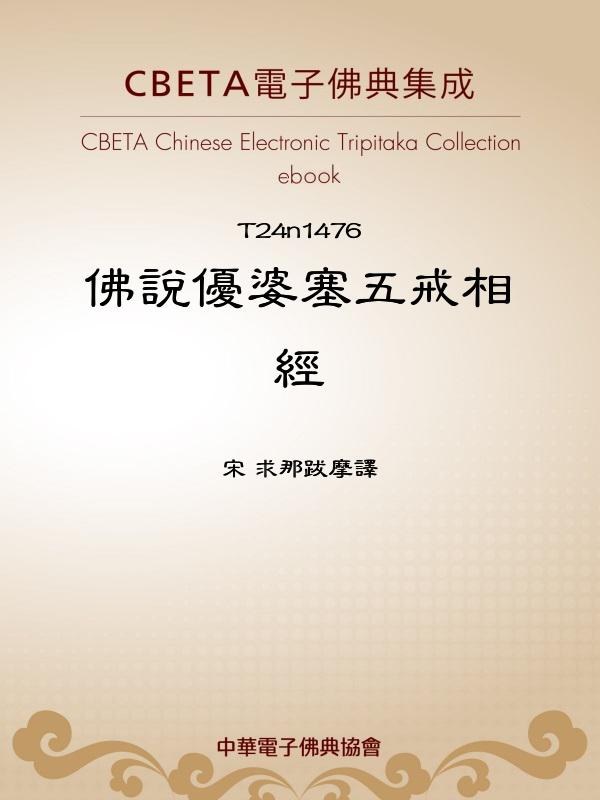 CBETA電子佛典集成
CBETA Chinese Electronic Tripitaka Collection
ebook
T24n1476
佛說優婆塞五戒相
經
宋 求那跋摩譯
中華電子佛典協會